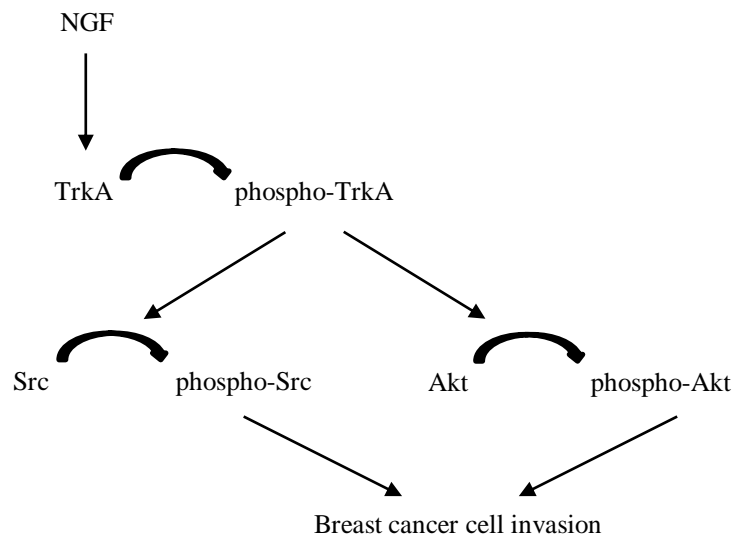 NGF
TrkA phospho-TrkA
Src phospho-Src Akt phospho-Akt
Breast cancer cell invasion